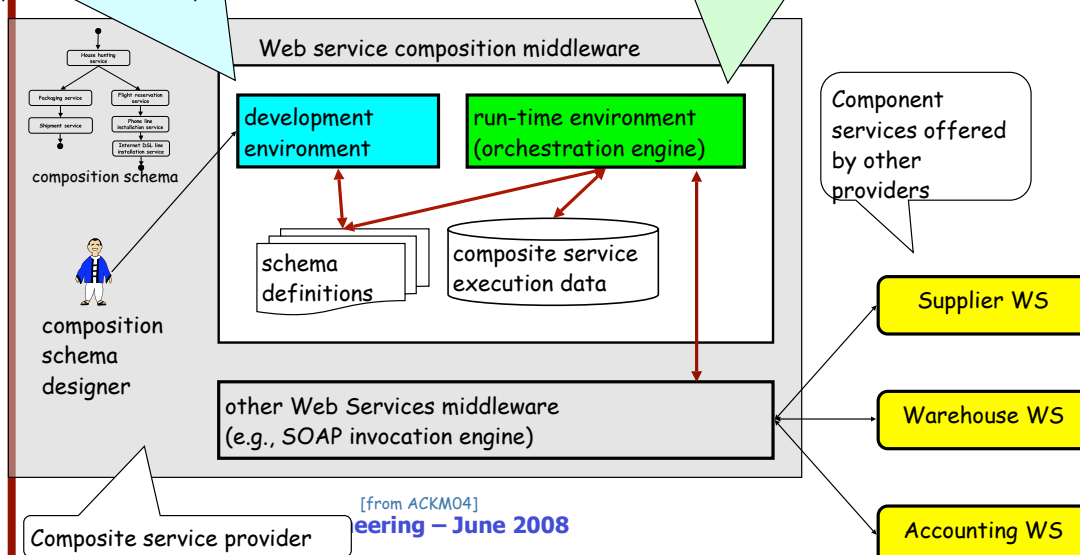 Web service composition middleware
House hunting
service
Packaging service
Shipment service
Flight reservation
service
Phone line
installation service
Internet DSL line
installation service
composition schema
development
environment
run-time environment
(orchestration engine)
schema
definitions
composite service
execution data
composition
schema
designer
other Web Services middleware
(e.g., SOAP invocation engine)
Component
services offered
by other
providers
Supplier WS
Warehouse WS
Accounting WS
[from ACKM04]
eering – June 2008
Composite service provider